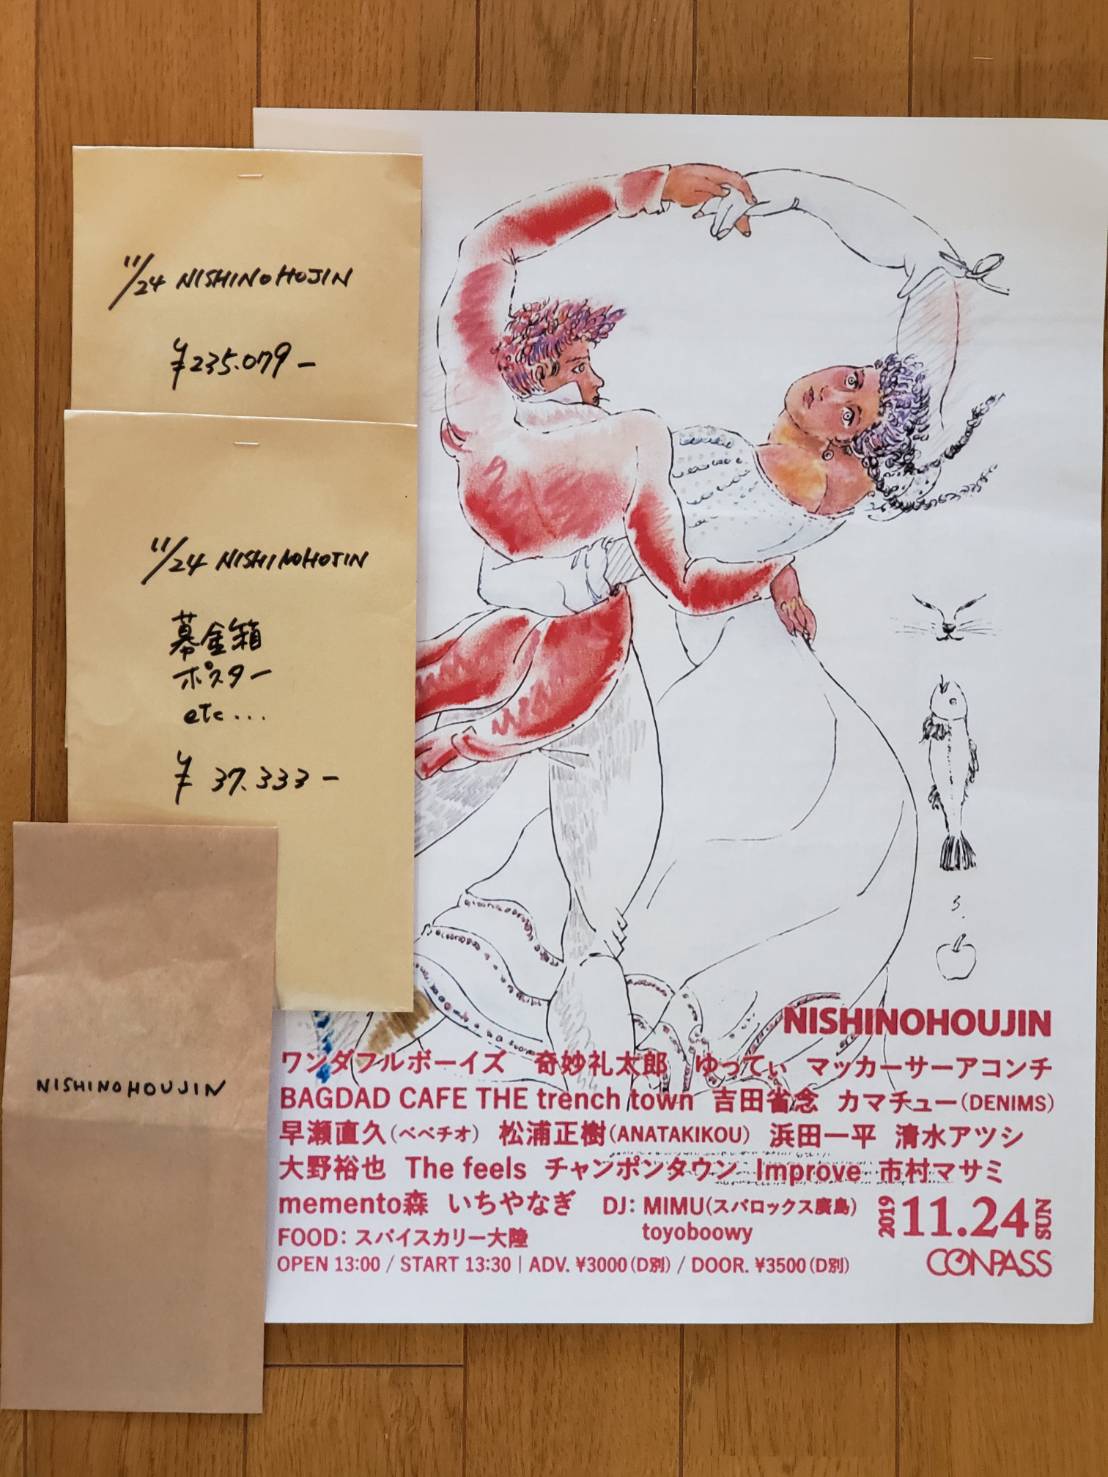 11/24 NISHINOHOJIN
¥235.079-
11/24 NISHINOHOJIN
募金箱
ポスター
etc...
¥ 37.333-
NISHINOHOUJIN
3.
NISHINOHOUJIN
ワンダフルボーイズ 奇妙礼太郎 ゆってぃ マッカーサーアコンチ
BAGDAD CAFE THE trench town 吉田省念 カマチュー(DENIMS)
早瀬直久(べべチオ) 松浦正樹(ANATAKIKOU) 浜田一平 清水アツシ
大野裕也 The feels チャンポンタウン Improve 市村マサミ
memento森 いちやなぎ DJ: MIMU(スパロックス廣島)
toyoboowy
FOOD: スパイスカリー大陸
2019 11.24 SUN
OPEN 13:00 / START 13:30 | ADV. ¥3000(D別) / DOOR. ¥3500(D別)
CONPASS